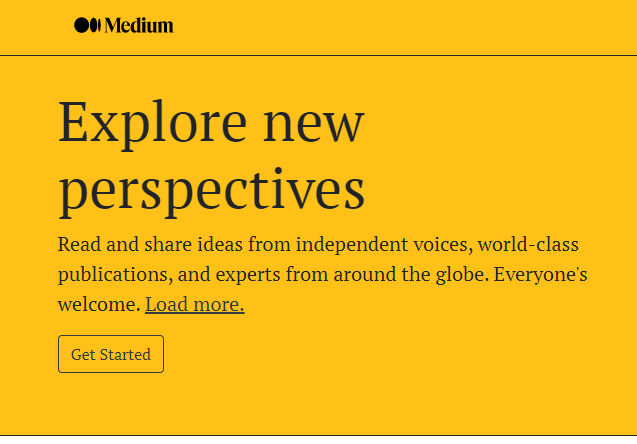 Medium
Explore new
perspectives
Read and share ideas from independent voices, world-class
publications, and experts from around the globe. Everyone's
welcome. Load more.
Get Started